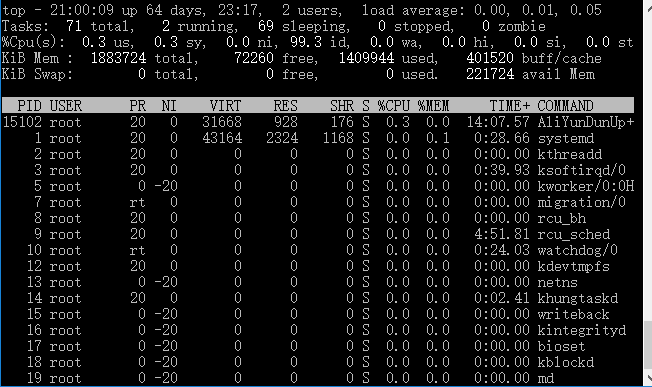 top - 21:00:09 up 64 days, 23:17,  2 users,  load average: 0.00, 0.01, 0.05
Tasks:  71 total,   2 running,  69 sleeping,   0 stopped,   0 zombie
%Cpu(s):  0.3 us,  0.3 sy,  0.0 ni, 99.3 id,  0.0 wa,  0.0 hi,  0.0 si,  0.0 st
KiB Mem :  1883724 total,    72260 free,  1409944 used,   401520 buff/cache
KiB Swap:        0 total,        0 free,        0 used.   221724 avail Mem
PID USER      PR  NI    VIRT    RES    SHR S %CPU %MEM     TIME+ COMMAND
15102 root      20   0   31668    928    176 S  0.3  0.0  14:07.57 AliYunDunUp+
1 root      20   0   43164   2324   1168 S  0.0  0.1   0:28.66 systemd
2 root      20   0       0      0      0 S  0.0  0.0   0:00.00 kthreadd
3 root      20   0       0      0      0 S  0.0  0.0   0:39.93 ksoftirqd/0
5 root       0 -20       0      0      0 S  0.0  0.0   0:00.00 kworker/0:0H
7 root      rt   0       0      0      0 S  0.0  0.0   0:00.00 migration/0
8 root      20   0       0      0      0 S  0.0  0.0   0:00.00 rcu_bh
9 root      20   0       0      0      0 S  0.0  0.0   4:51.81 rcu_sched
10 root      rt   0       0      0      0 S  0.0  0.0   0:24.03 watchdog/0
12 root      20   0       0      0      0 S  0.0  0.0   0:00.00 kdevtmpfs
13 root       0 -20       0      0      0 S  0.0  0.0   0:00.00 netns
14 root      20   0       0      0      0 S  0.0  0.0   0:02.41 khungtaskd
15 root       0 -20       0      0      0 S  0.0  0.0   0:00.00 writeback
16 root       0 -20       0      0      0 S  0.0  0.0   0:00.00 kintegrityd
17 root       0 -20       0      0      0 S  0.0  0.0   0:00.00 bioset
18 root       0 -20       0      0      0 S  0.0  0.0   0:00.00 kblockd
19 root       0 -20       0      0      0 S  0.0  0.0   0:00.00 md